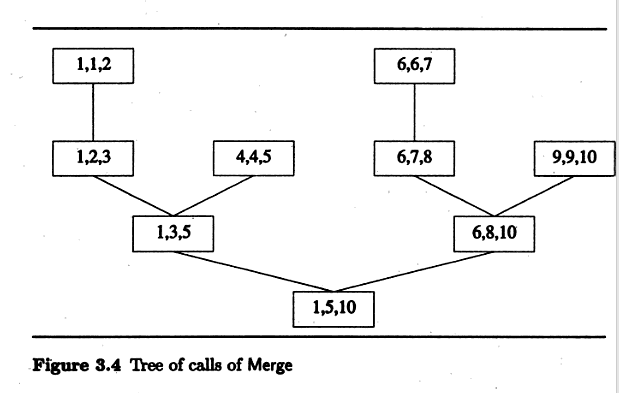 1,1,2 6,6,7
1,2,3 4,4,5 6,7,8 9,9,10
1,3,5 6,8,10
1,5,10
Figure 3.4 Tree of calls of Merge